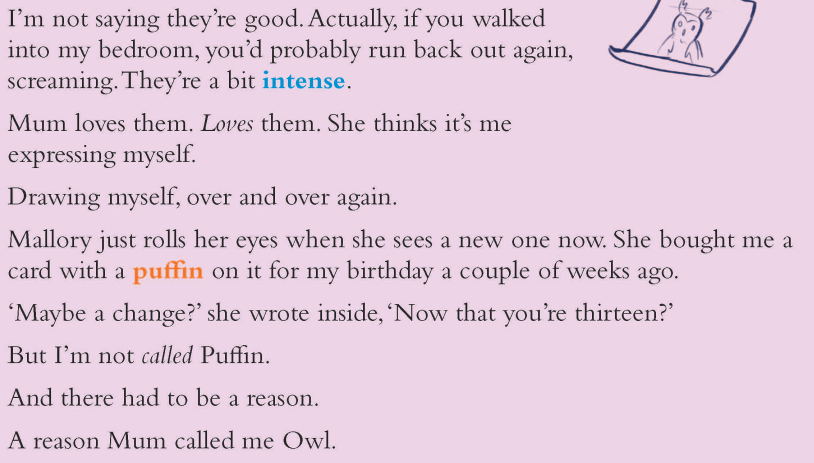 I'm not saying they're good. Actually, if you walked
into my bedroom, you'd probably run back out again,
screaming. They're a bit intense.
Mum loves them. Loves them. She thinks it's me
expressing myself.
Drawing myself, over and over again.
Mallory just rolls her eyes when she sees a new one now. She bought me a
card with a puffin on it for my birthday a couple of weeks ago.
‘Maybe a change?’ she wrote inside, ‘Now that you're thirteen?’
But I'm not called Puffin.
And there had to be a reason.
A reason Mum called me Owl.